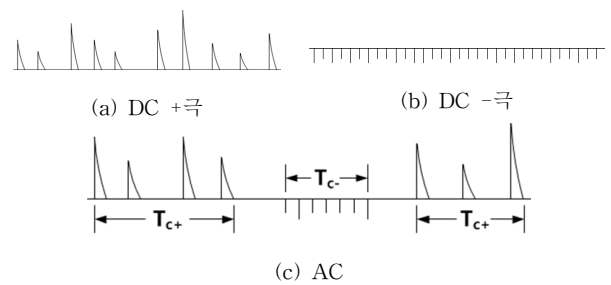 (a) DC +극
(b) DC -극
Tc-
Tc+
Tc+
(c) AC